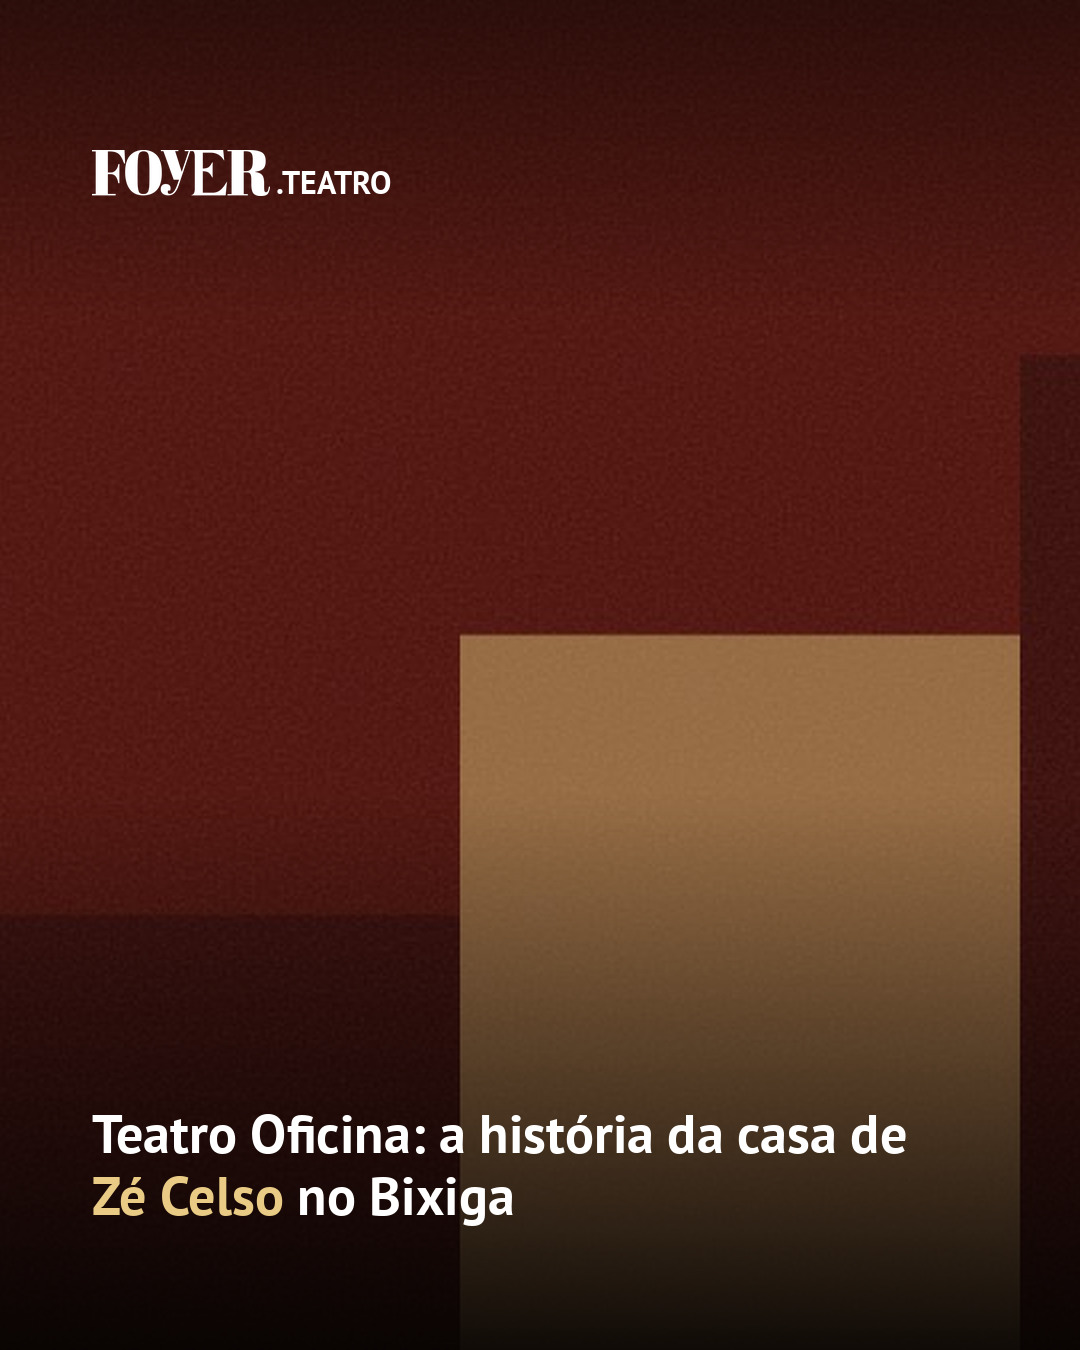 FOYER .TEATRO
Teatro Oficina: a história da casa de
Zé Celso no Bixiga